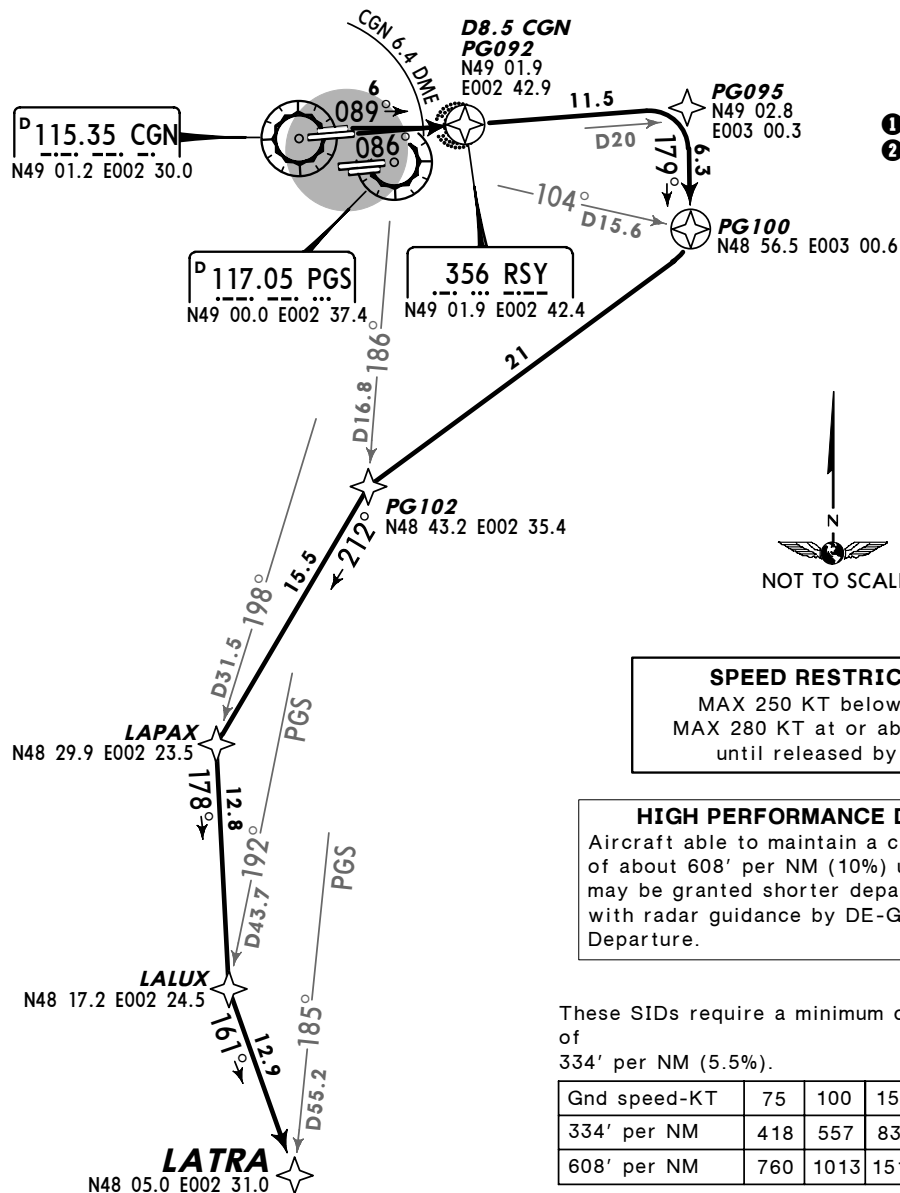 CGN 6.4 DME
D8.5 CGN
PG092
N49 01.9
E002 42.9
PG095
N49 02.8
E003 00.3
11.5
D20
6
089°
086°
D 115.35 CGN
N49 01.2 E002 30.0
1
2
179°
6.3
104°
D15.6
PG100
N48 56.5 E003 00.6
D 117.05 PGS
N49 00.0 E002 37.4
356 RSY
N49 01.9 E002 42.4
186°
D16.8
21
PG102
N48 43.2 E002 35.4
212°
15.5
198°
D31.5
N
NOT TO SCAL
LAPAX
N48 29.9 E002 23.5
178°
12.8
PGS
192°
D43.7
SPEED RESTRIC
MAX 250 KT below
MAX 280 KT at or ab
until released by
HIGH PERFORMANCE D
Aircraft able to maintain a c
of about 608' per NM (10%) u
may be granted shorter depa
with radar guidance by DE-G
Departure.
PGS
185°
D55.2
LALUX
N48 17.2 E002 24.5
161°
12.9
LATRA
N48 05.0 E002 31.0
These SIDs require a minimum c
of
334' per NM (5.5%).
Gnd speed-KT 75 100 15
334' per NM 418 557 83
608' per NM 760 1013 151